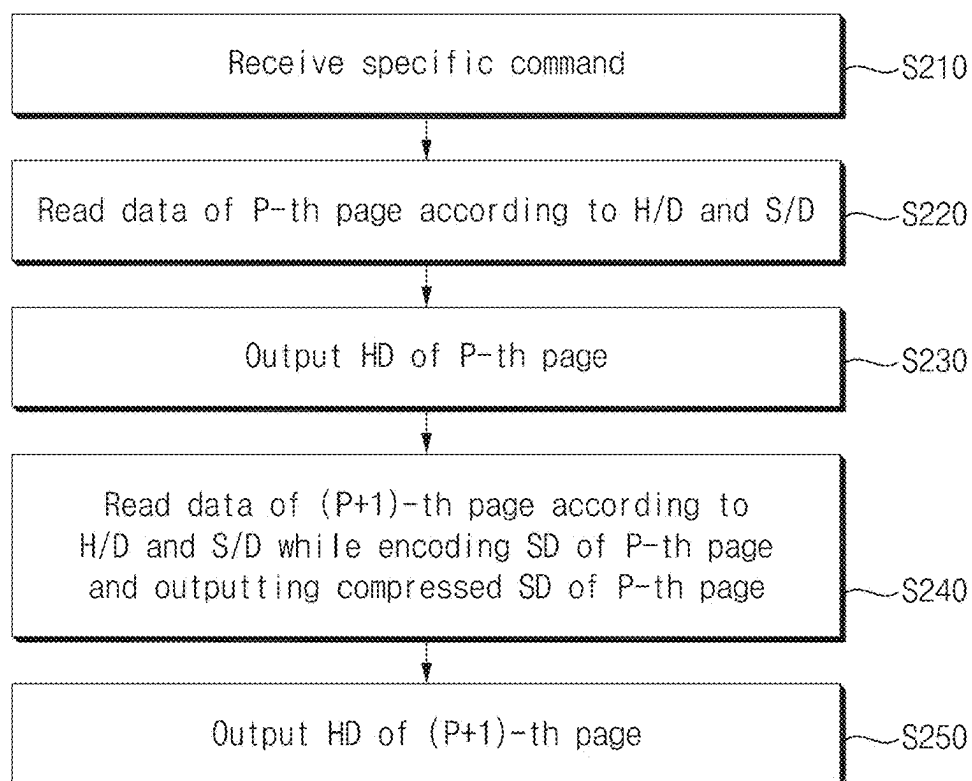 Receive specific command
S210
Read data of P-th page according to H/D and S/D
S220
Output HD of P-th page
S230
Read data of (P+1)-th page according to
H/D and S/D while encoding SD of P-th page
and outputting compressed SD of P-th page
S240
Output HD of (P+1)-th page
S250